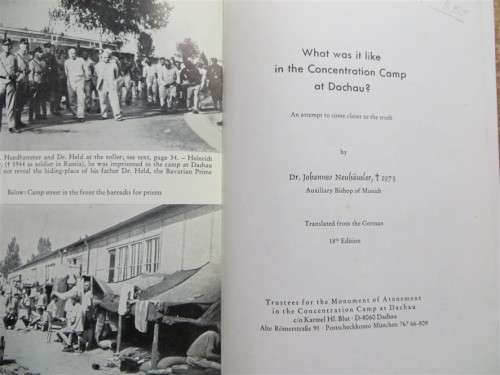 Neudhammer and Dr. Held at the roller; see text, page 34. – Heinrich
(† 1944 as soldier in Russia), he was imprisoned to the camp at Dachau
not reveal the hiding-place of his father Dr. Held, the Bavarian Prime
Below: Camp street in the front the barracks for priests
What was it like
in the Concentration Camp
at Dachau?
An attempt to come closer to the truth
by
Dr. Johannes Neuhäusler, † 1973
Auxiliary Bishop of Munich
Translated from the German
18th Edition
Trustees for the Monument of Atonement
in the Concentration Camp at Dachau
c/o Karmel Hl. Blut - D-8060 Dachau
Alte Römerstraße 91 · Postscheckkonto München 767 66-809